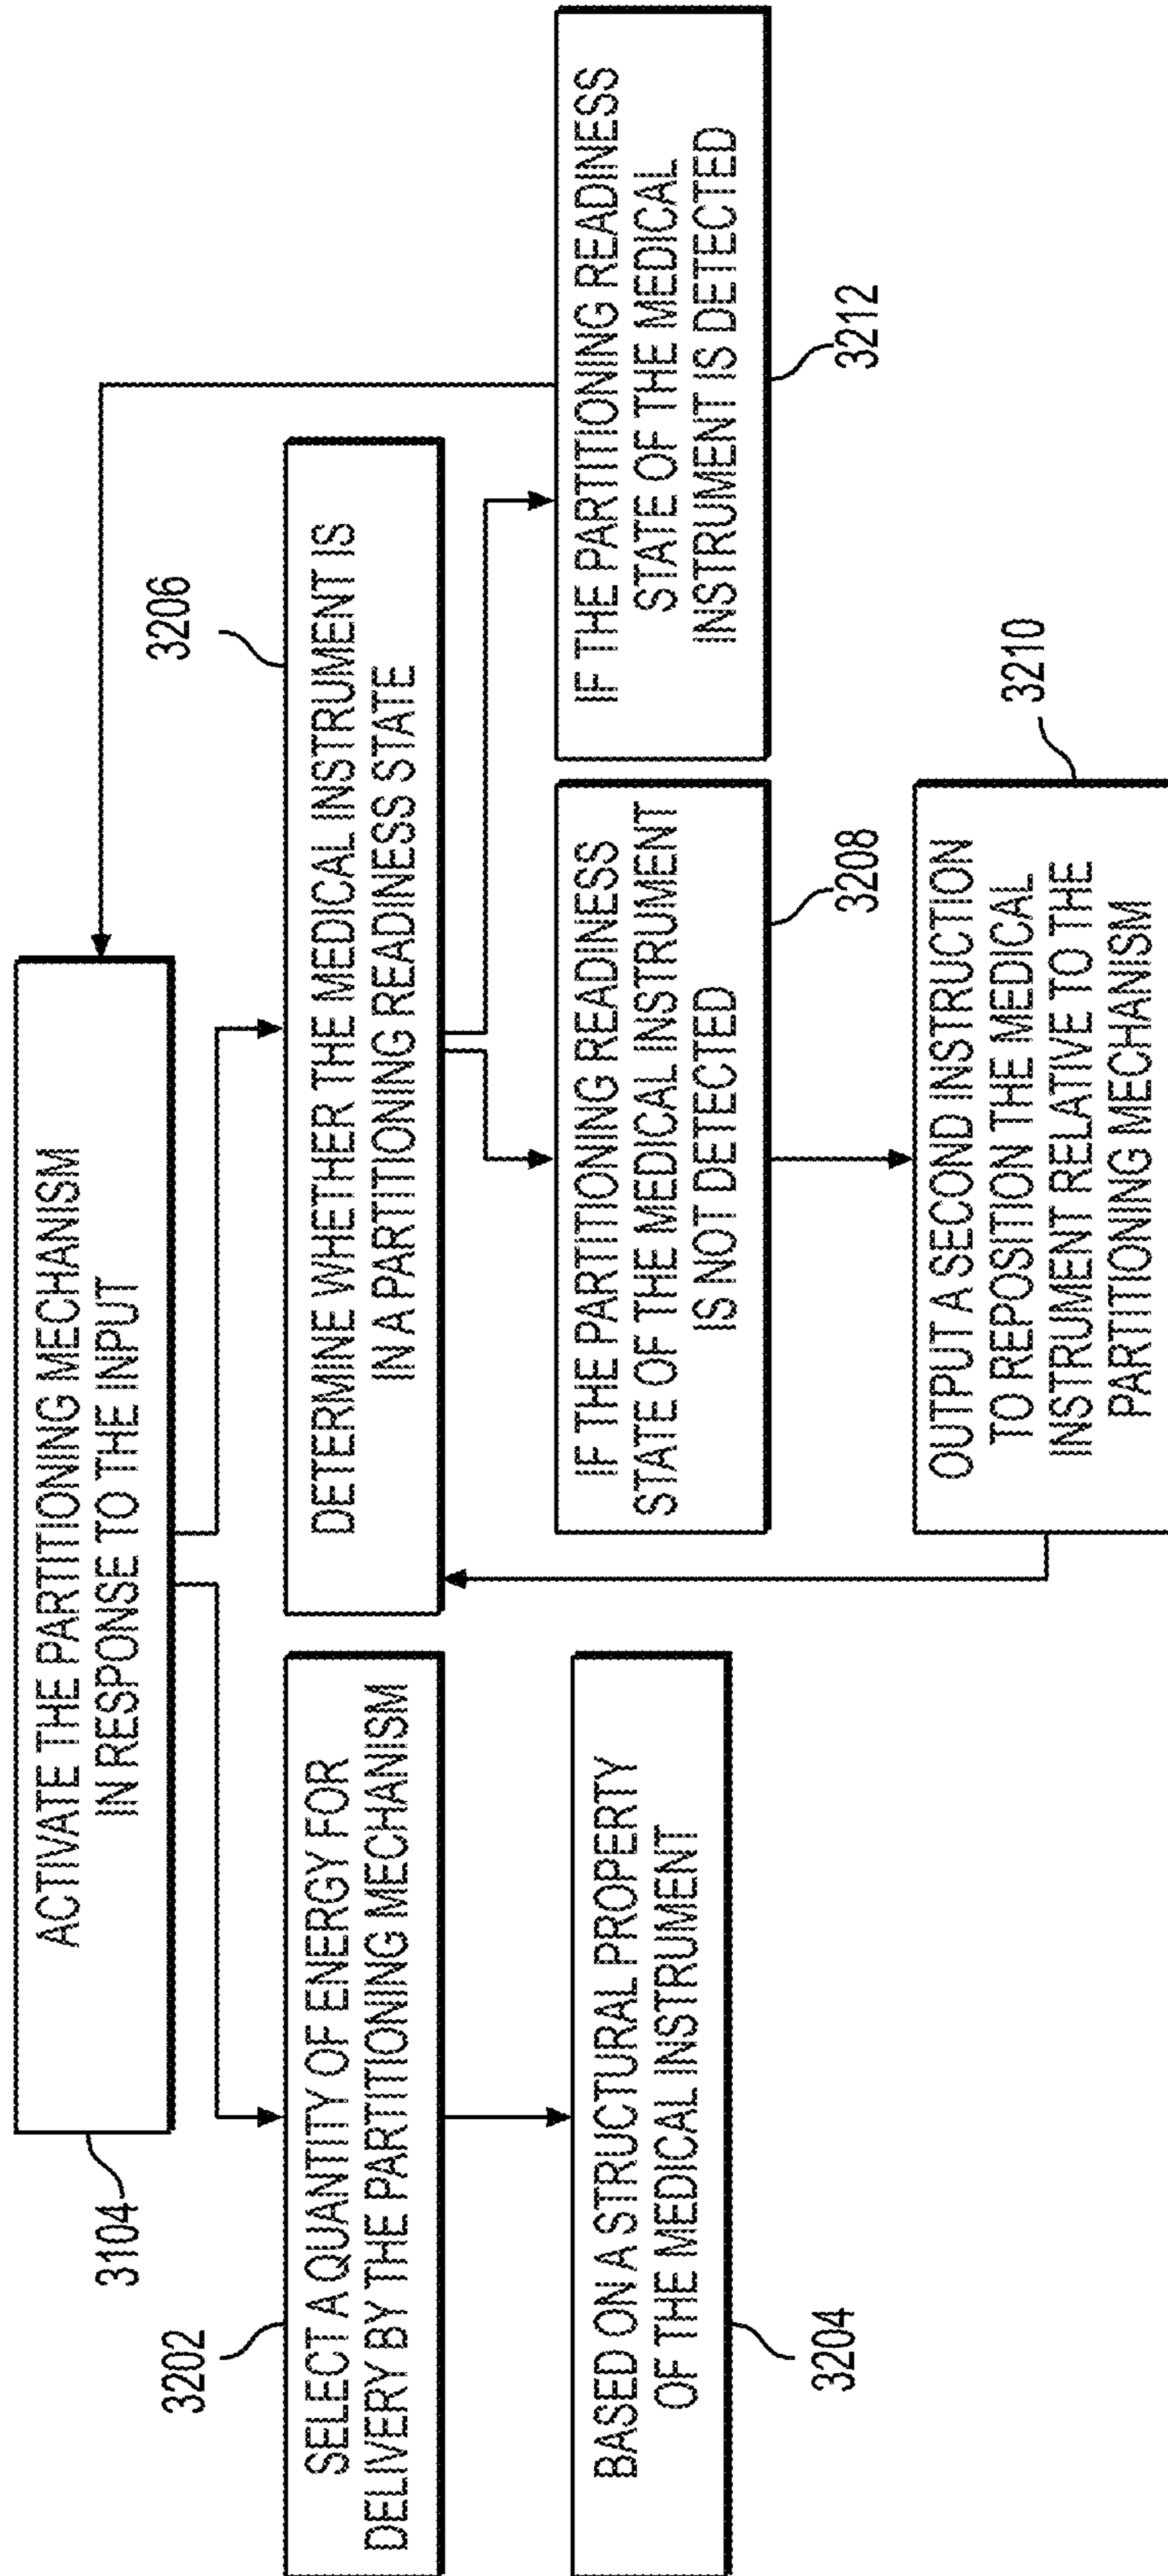 ACTIVATE THE PARTITIONING MECHANISM
IN RESPONSE TO THE INPUT
3104
3202
SELECT A QUANTITY OF ENERGY FOR
DELIVERY BY THE PARTITIONING MECHANISM
BASED ON A STRUCTURAL PROPERTY
OF THE MEDICAL INSTRUMENT
3204
3206
DETERMINE WHETHER THE MEDICAL INSTRUMENT IS
IN A PARTITIONING READINESS STATE
IF THE PARTITIONING READINESS
STATE OF THE MEDICAL INSTRUMENT
IS NOT DETECTED
3208
IF THE PARTITIONING READINESS
STATE OF THE MEDICAL
INSTRUMENT IS DETECTED
3212
3210
OUTPUT A SECOND INSTRUCTION
TO REPOSITION THE MEDICAL
INSTRUMENT RELATIVE TO THE
PARTITIONING MECHANISM